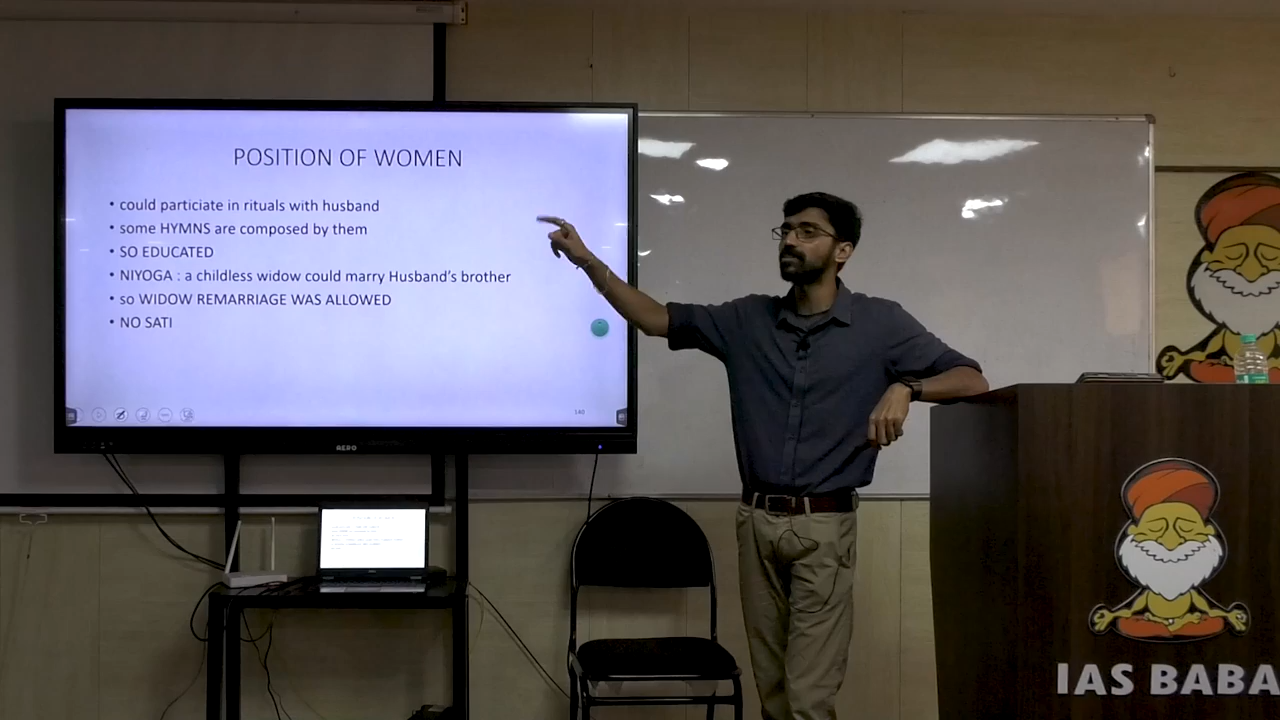 POSITION OF WOMEN
• could particiate in rituals with husband
• some HYMNS are composed by them
• SO EDUCATED
• NIYOGA : a childless widow could marry Husband's brother
• so WIDOW REMARRIAGE WAS ALLOWED
• NO SATI
140
AERO
IAS BABA